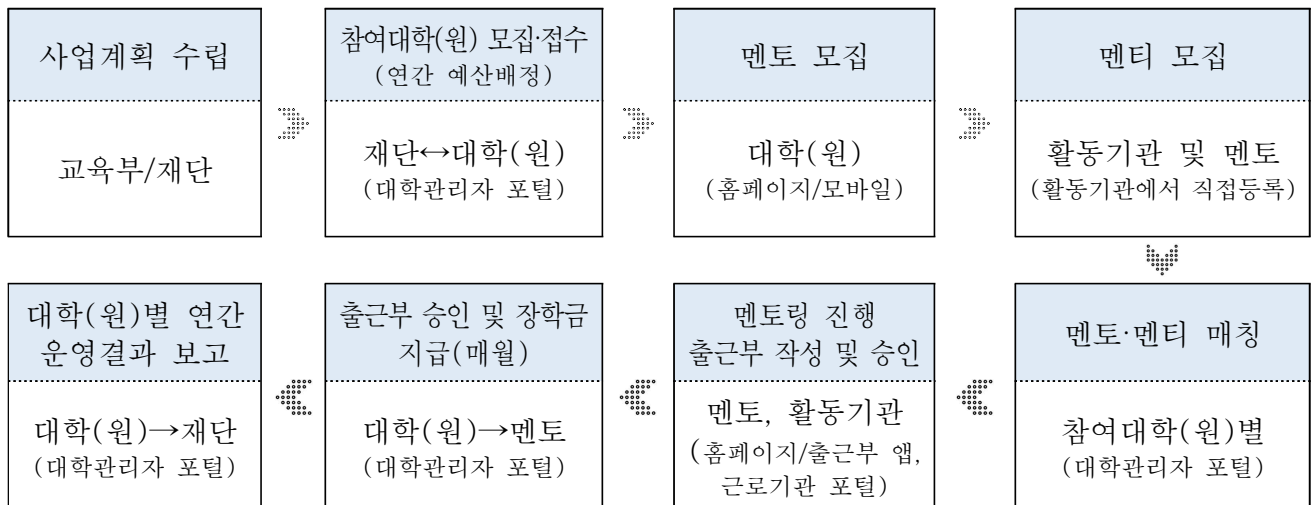 사업계획 수립
교육부/재단
참여대학(원) 모집·접수
(연간 예산배정)
재단↔대학(원)
(대학관리자 포털)
멘토 모집
대학(원)
(홈페이지/모바일)
멘티 모집
활동기관 및 멘토
(활동기관에서 직접등록)
멘토·멘티 매칭
참여대학(원)별
(대학관리자 포털)
멘토링 진행
출근부 작성 및 승인
멘토, 활동기관
(홈페이지/출근부 앱,
근로기관 포털)
출근부 승인 및 장학금
지급(매월)
대학(원)→멘토
(대학관리자 포털)
대학(원)별 연간
운영결과 보고
대학(원)→재단
(대학관리자 포털)